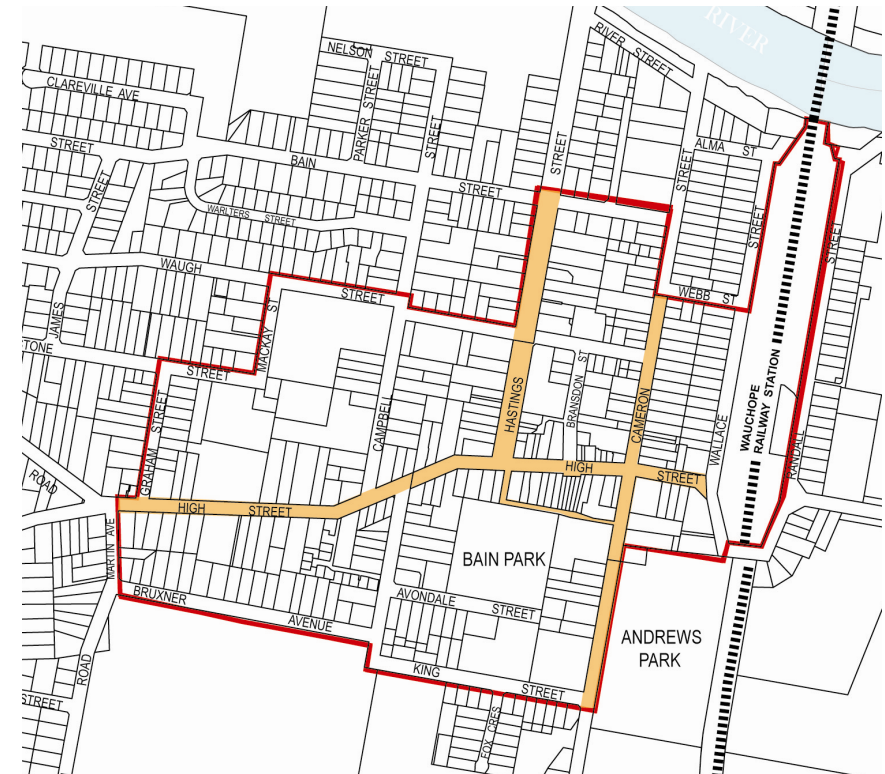 RIVER
RIVER STREET
NELSON STREET
CLAREVILLE AVE
PARKER STREET
STREET
STREET
STREET
ALMA ST
STREET
BAIN
STREET
STREET
WARLTERS STREET
STREET
STREET
WAUGH
STREET
WEBB ST
JAMES
MACKAY ST
TONE
STREET
BRANSDON ST
HASTINGS
CAMERON
WALLACE
WAUCHOPE
RAILWAY STATION
RANDALL
CAMPBELL
GRAHAM STREET
ROAD
HIGH
STREET
HIGH STREET
MARTIN AVE
BAIN PARK
BRUXNER
AVENUE
AVONDALE
STREET
ANDREWS
PARK
ROAD
KING
STREET
STREET
FOX CRES